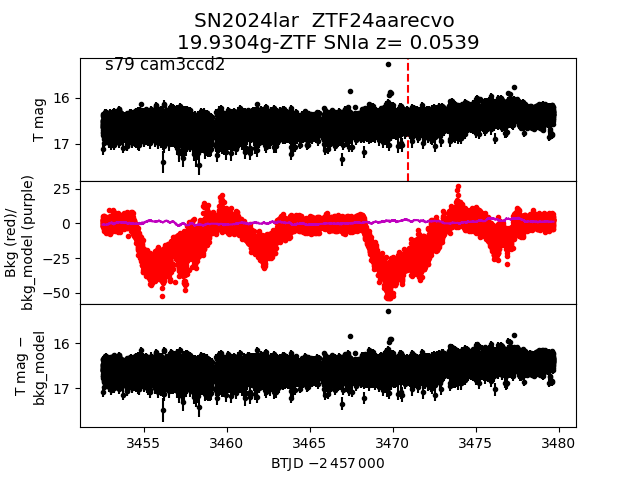 SN2024lar  ZTF24aarecvo
19.9304g-ZTF SNIa z= 0.0539
s79 cam3ccd2
T mag
16
17
Bkg (red)/
bkg_model (purple)
25
0
−25
−50
T mag −
bkg_model
16
17
3455 3460 3465 3470 3475 3480
BTJD −2 457 000